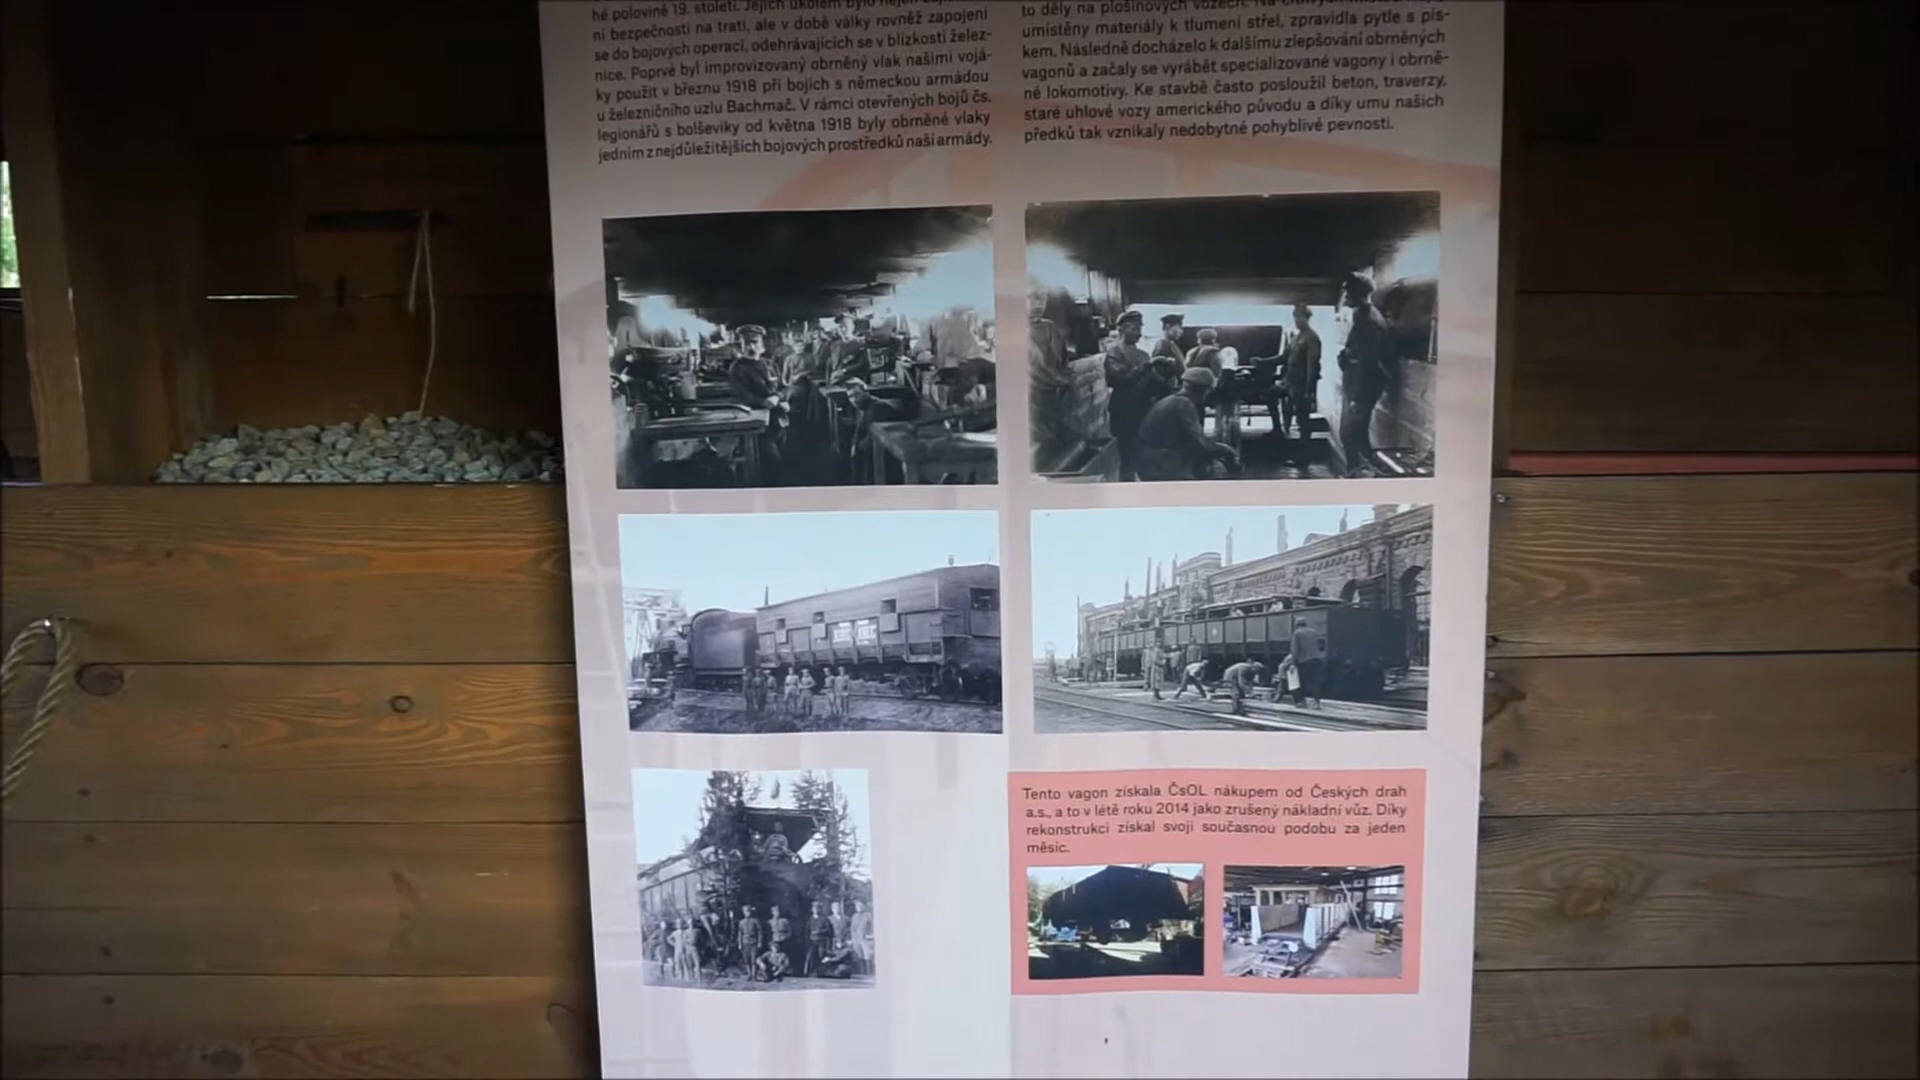 hé polovině 19. století. Jejich úkolem bylo nejen
ní bezpečnosti na trati, ale v době války rovněž zapojení
se do bojových operací, odehrávajících se v blízkosti želez-
nice. Poprvé byl improvizovaný obrněný vlak našimi vojá-
ky použit v březnu 1918 při bojích s německou armádou
u železničního uzlu Bachmač. V rámci otevřených bojů čs.
legionářů s bolševiky od května 1918 byly obrněné vlaky
jedním z nejdůležitějších bojových prostředků naší armády.
to děly na plošinových vozech. Na
umístěny materiály k tlumení střel, zpravidla pytle s pís-
kem. Následně docházelo k dalšímu zlepšování obrněných
vagonů a začaly se vyrábět specializované vagony i obrně-
né lokomotivy. Ke stavbě často posloužil beton, traverzy,
staré uhlové vozy amerického původu a díky umu našich
předků tak vznikaly nedobytné pohyblivé pevnosti.
Tento vagon získala ČsOL nákupem od Českých drah
a.s., a to v létě roku 2014 jako zrušený nákladní vůz. Díky
rekonstrukci získal svoji současnou podobu za jeden
měsíc.